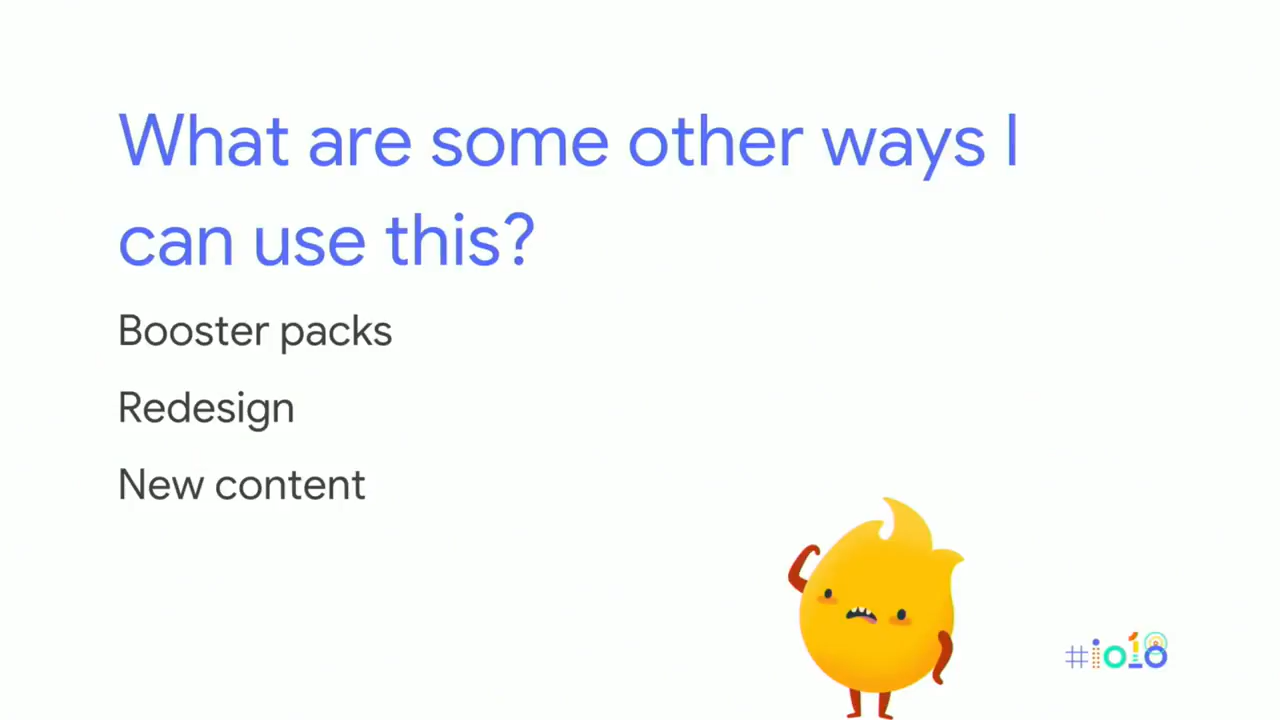 What are some other ways I
can use this?
Booster packs
Redesign
New content
#io18